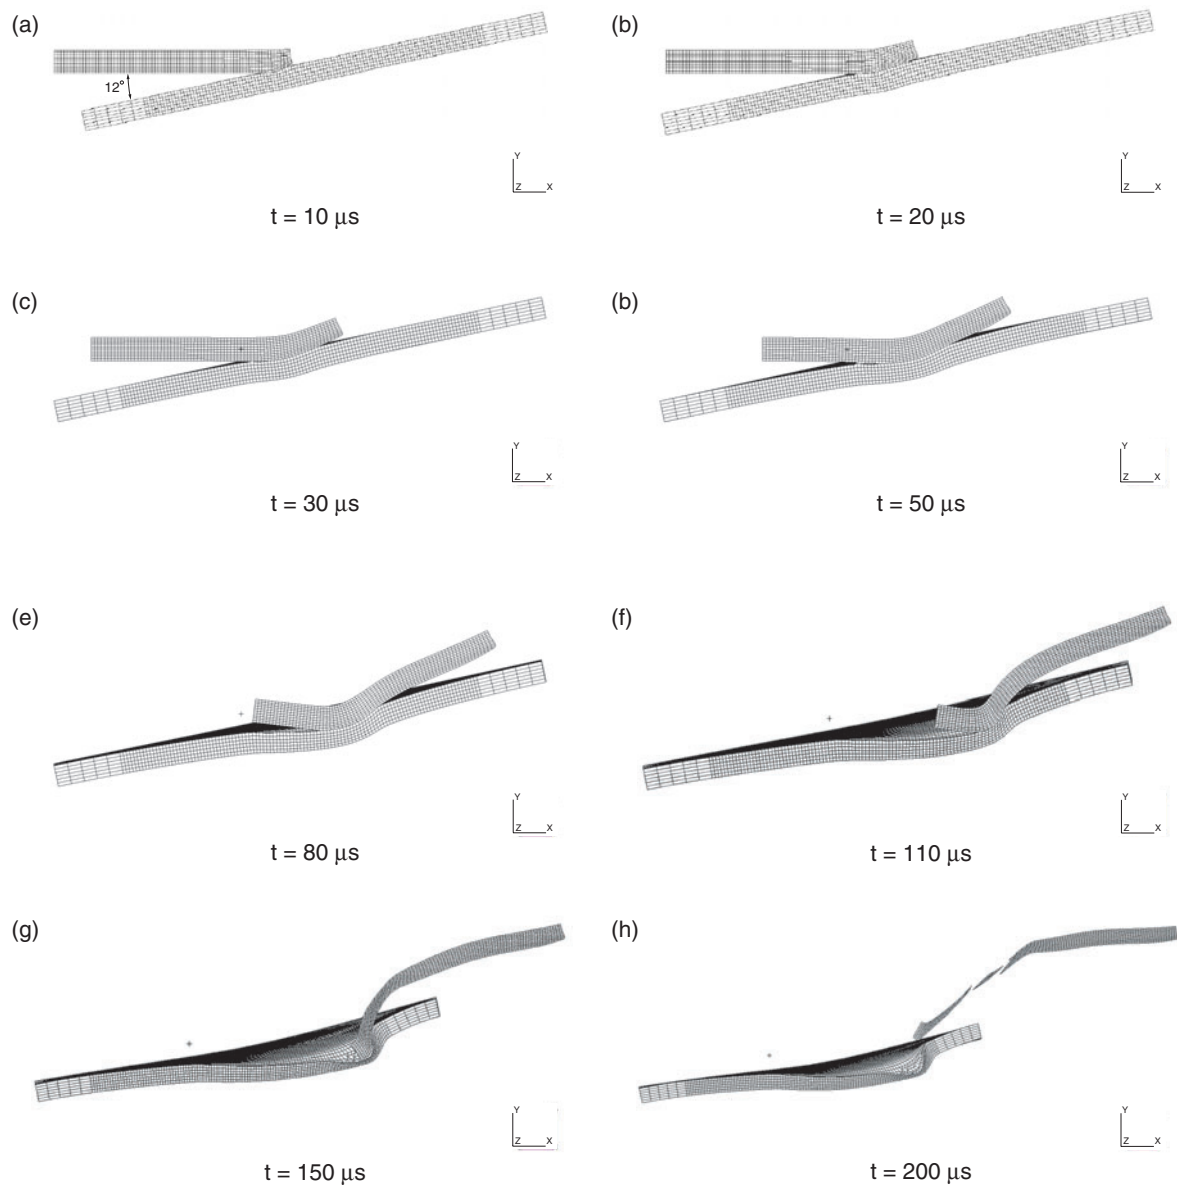 (a)
12°
Y
Z X
t = 10 μs
(b)
Y
Z X
t = 20 μs
(c)
Y
Z X
t = 30 μs
(b)
Y
Z X
t = 50 μs
(e)
Y
Z X
t = 80 μs
(f)
Y
Z X
t = 110 μs
(g)
Y
Z X
t = 150 μs
(h)
Y
Z X
t = 200 μs